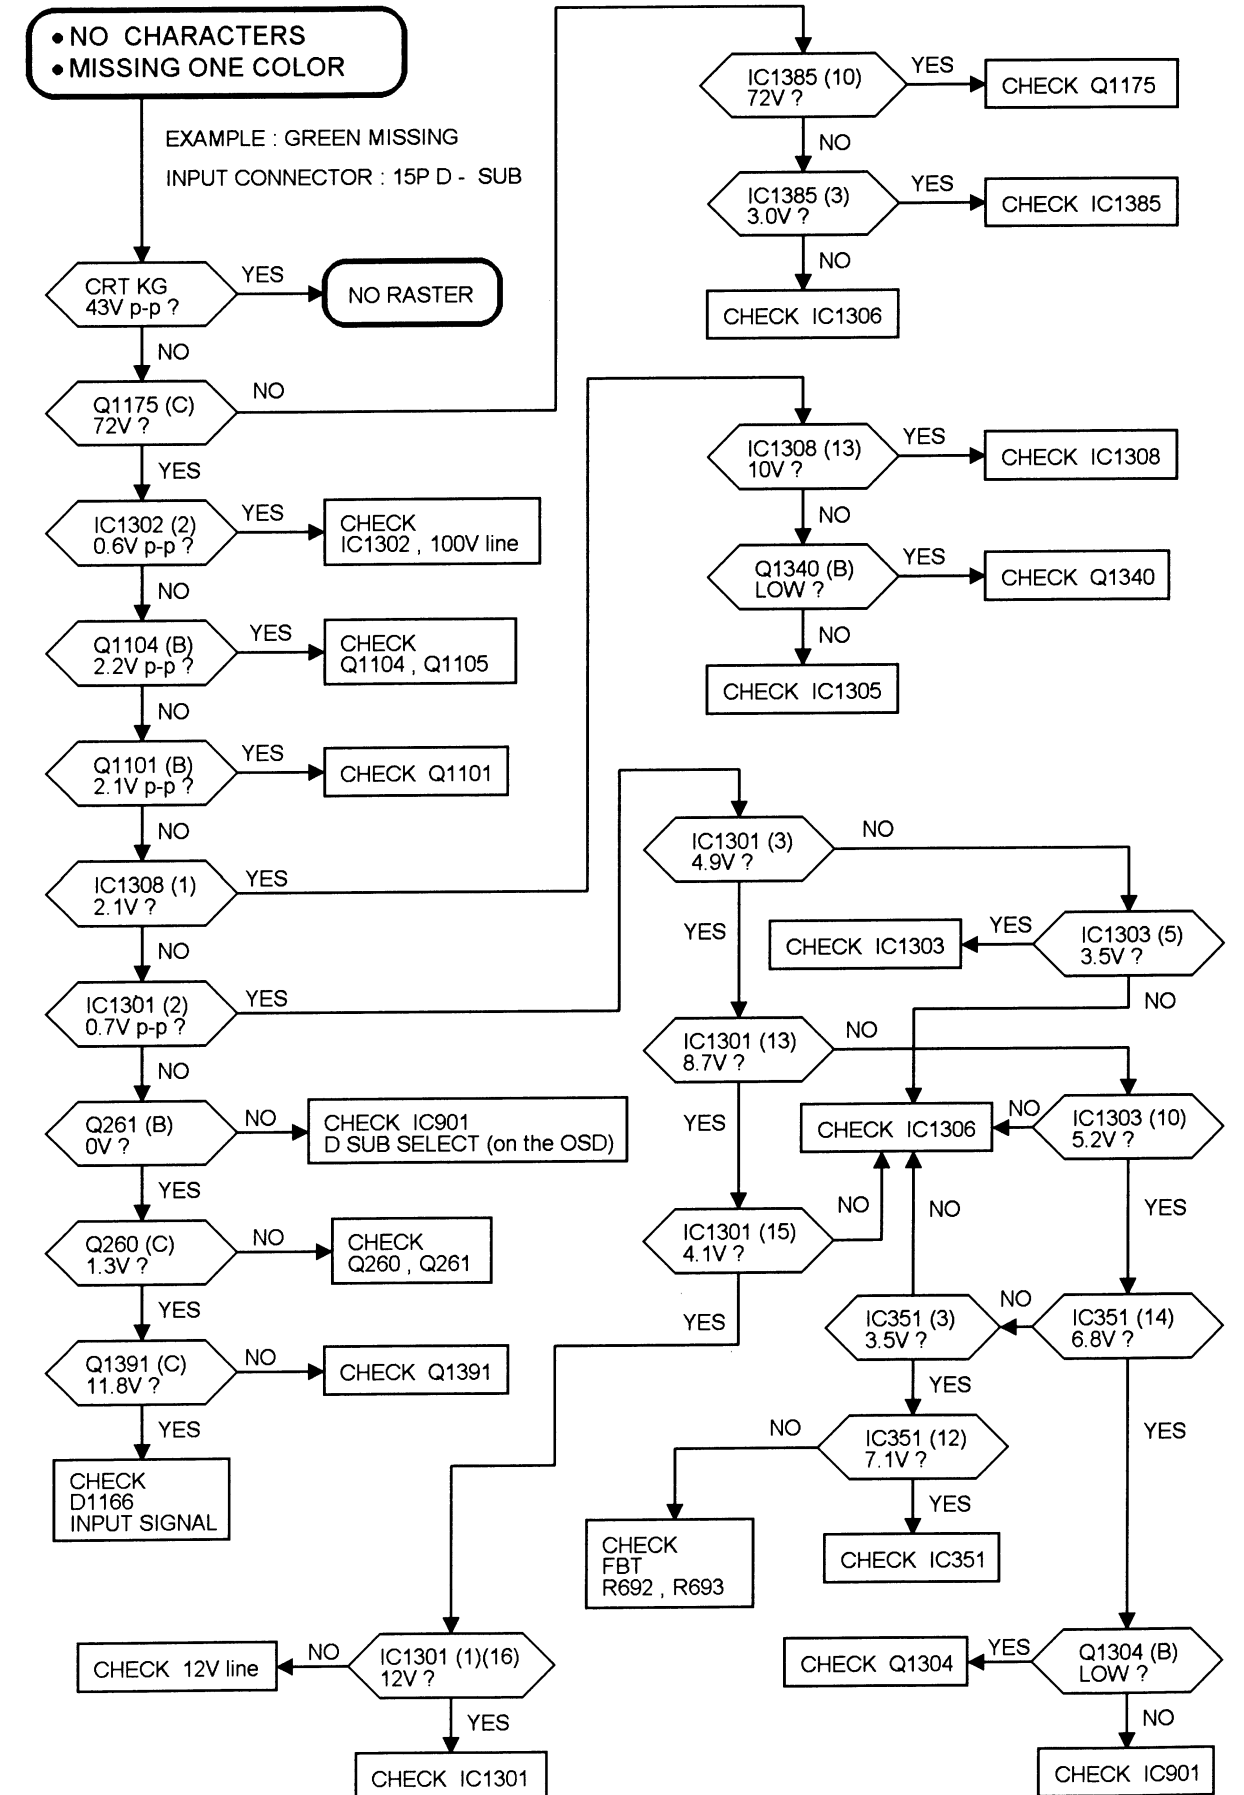 • NO CHARACTERS
• MISSING ONE COLOR
EXAMPLE : GREEN MISSING
INPUT CONNECTOR : 15P D - SUB
CRT KG
43V p-p ?
YES
NO RASTER
NO
Q1175 (C)
72V ?
NO
YES
IC1302 (2)
0.6V p-p ?
YES
CHECK
IC1302 , 100V line
NO
Q1104 (B)
2.2V p-p ?
YES
CHECK
Q1104 , Q1105
NO
Q1101 (B)
2.1V p-p ?
YES
CHECK Q1101
NO
IC1308 (1)
2.1V ?
YES
NO
IC1301 (2)
0.7V p-p ?
YES
NO
Q261 (B)
0V ?
NO
CHECK IC901
D SUB SELECT (on the OSD)
YES
Q260 (C)
1.3V ?
NO
CHECK
Q260 , Q261
YES
Q1391 (C)
11.8V ?
NO
CHECK Q1391
YES
CHECK
D1166
INPUT SIGNAL
IC1385 (10)
72V ?
YES
CHECK Q1175
NO
IC1385 (3)
3.0V ?
YES
CHECK IC1385
NO
CHECK IC1306
IC1308 (13)
10V ?
YES
CHECK IC1308
NO
Q1340 (B)
LOW ?
YES
CHECK Q1340
NO
CHECK IC1305
IC1301 (3)
4.9V ?
NO
YES
IC1303 (5)
3.5V ?
YES
CHECK IC1303
NO
IC1301 (13)
8.7V ?
NO
YES
IC1303 (10)
5.2V ?
NO
CHECK IC1306
YES
IC1301 (15)
4.1V ?
NO
YES
IC351 (14)
6.8V ?
NO
IC351 (3)
3.5V ?
NO
YES
IC351 (12)
7.1V ?
NO
CHECK
FBT
R692 , R693
YES
CHECK IC351
YES
Q1304 (B)
LOW ?
YES
CHECK Q1304
NO
CHECK IC901
IC1301 (1)(16)
12V ?
NO
CHECK 12V line
YES
CHECK IC1301